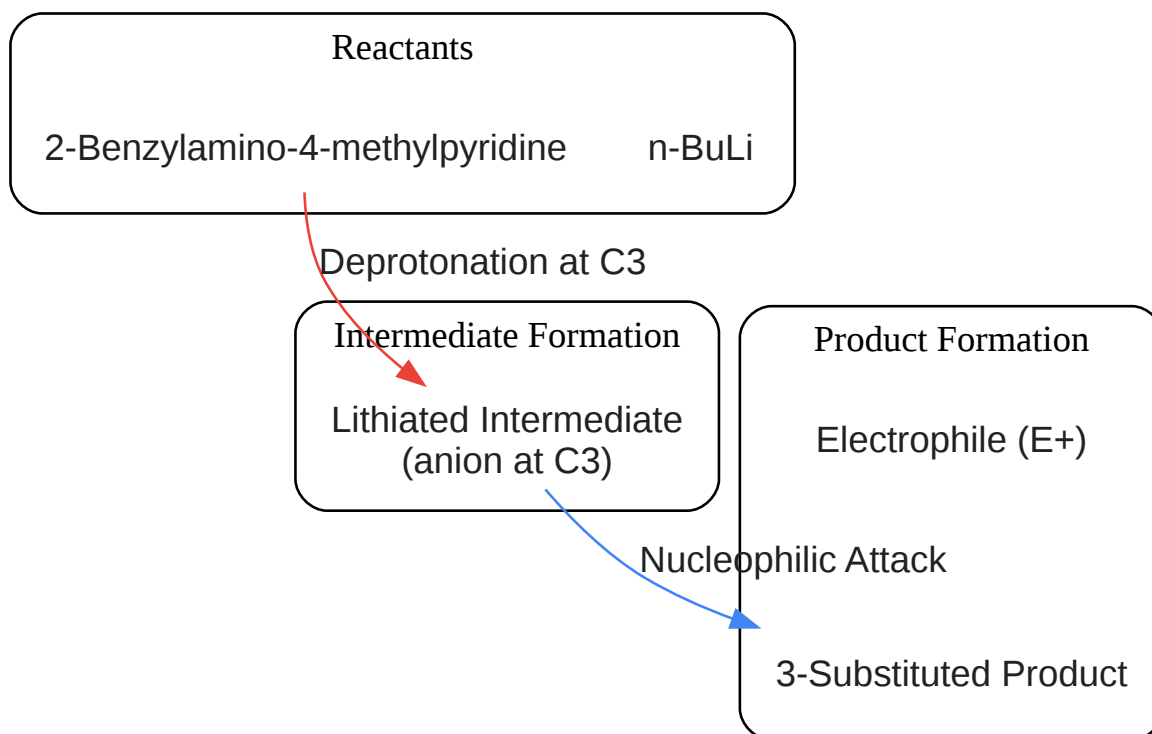 Reactants
2-Benzylamino-4-methylpyridine n-BuLi
Deprotonation at C3
Intermediate Formation
Lithiated Intermediate
(anion at C3)
Product Formation
Electrophile (E+)
Nucleophilic Attack
3-Substituted Product